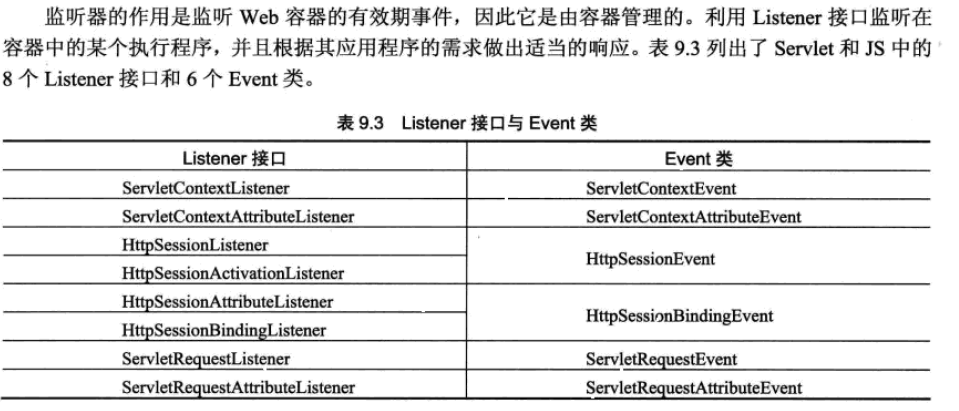 监听器的作用是监听 Web 容器的有效期事件，因此它是由容器管理的。利用 Listener 接口监听在
容器中的某个执行程序，并且根据其应用程序的需求做出适当的响应。表 9.3 列出了 Servlet 和 JS 中的
8 个 Listener 接口和 6 个 Event 类。
表 9.3 Listener 接口与 Event 类
Listener 接口 Event 类
ServletContextListener ServletContextEvent
ServletContextAttributeListener ServletContextAttributeEvent
HttpSessionListener
HttpSessionEvent
HttpSessionActivationListener
HttpSessionAttributeListener
HttpSessionBindingEvent
HttpSessionBindingListener
ServletRequestListener ServletRequestEvent
ServletRequestAttributeListener ServletRequestAttributeEvent